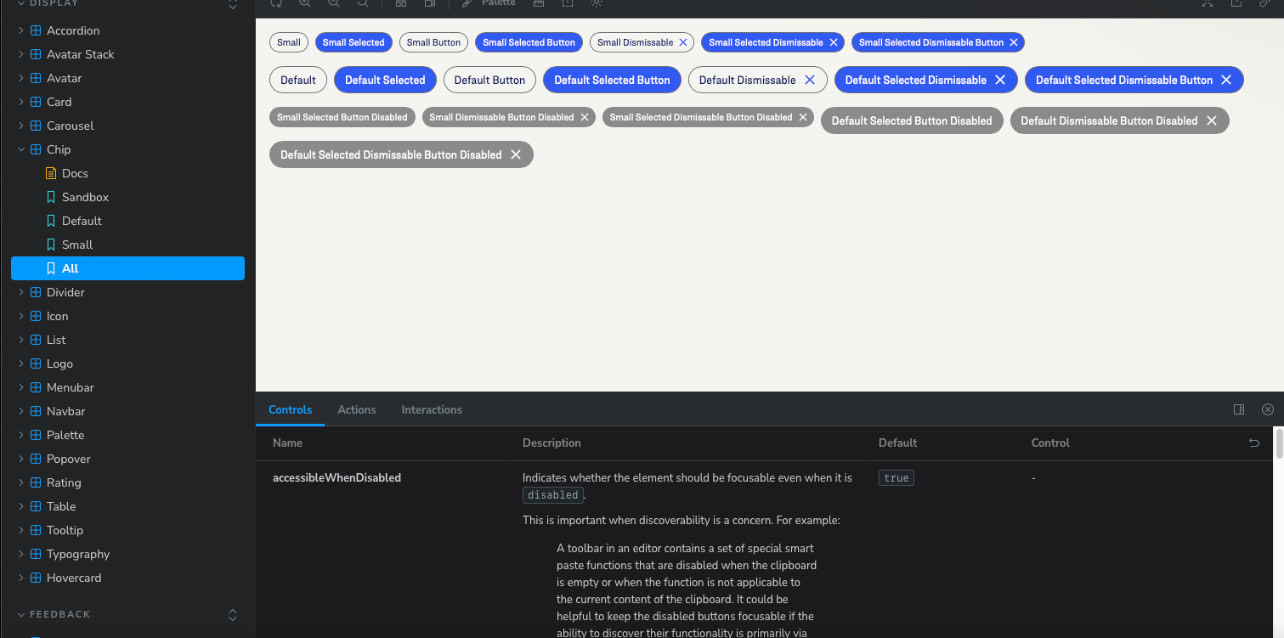 DISPLAY
Palette
Accordion
Avatar Stack
Avatar
Card
Carousel
Chip
Docs
Sandbox
Default
Small
All
Divider
Icon
List
Logo
Menubar
Navbar
Palette
Popover
Rating
Table
Tooltip
Typography
Hovercard
FEEDBACK
Small Small Selected Small Button Small Selected Button Small Dismissable Small Selected Dismissable Small Selected Dismissable Button
Default Default Selected Default Button Default Selected Button Default Dismissable Default Selected Dismissable Default Selected Dismissable Button
Small Selected Button Disabled Small Dismissable Button Disabled Small Selected Dismissable Button Disabled Default Selected Button Disabled Default Dismissable Button Disabled
Default Selected Dismissable Button Disabled
Controls Actions Interactions
Name Description Default Control
accessibleWhenDisabled Indicates whether the element should be focusable even when it is true -
disabled.
This is important when discoverability is a concern. For example:
A toolbar in an editor contains a set of special smart
paste functions that are disabled when the clipboard
is empty or when the function is not applicable to
the current content of the clipboard. It could be
helpful to keep the disabled buttons focusable if the
ability to discover their functionality is primarily via